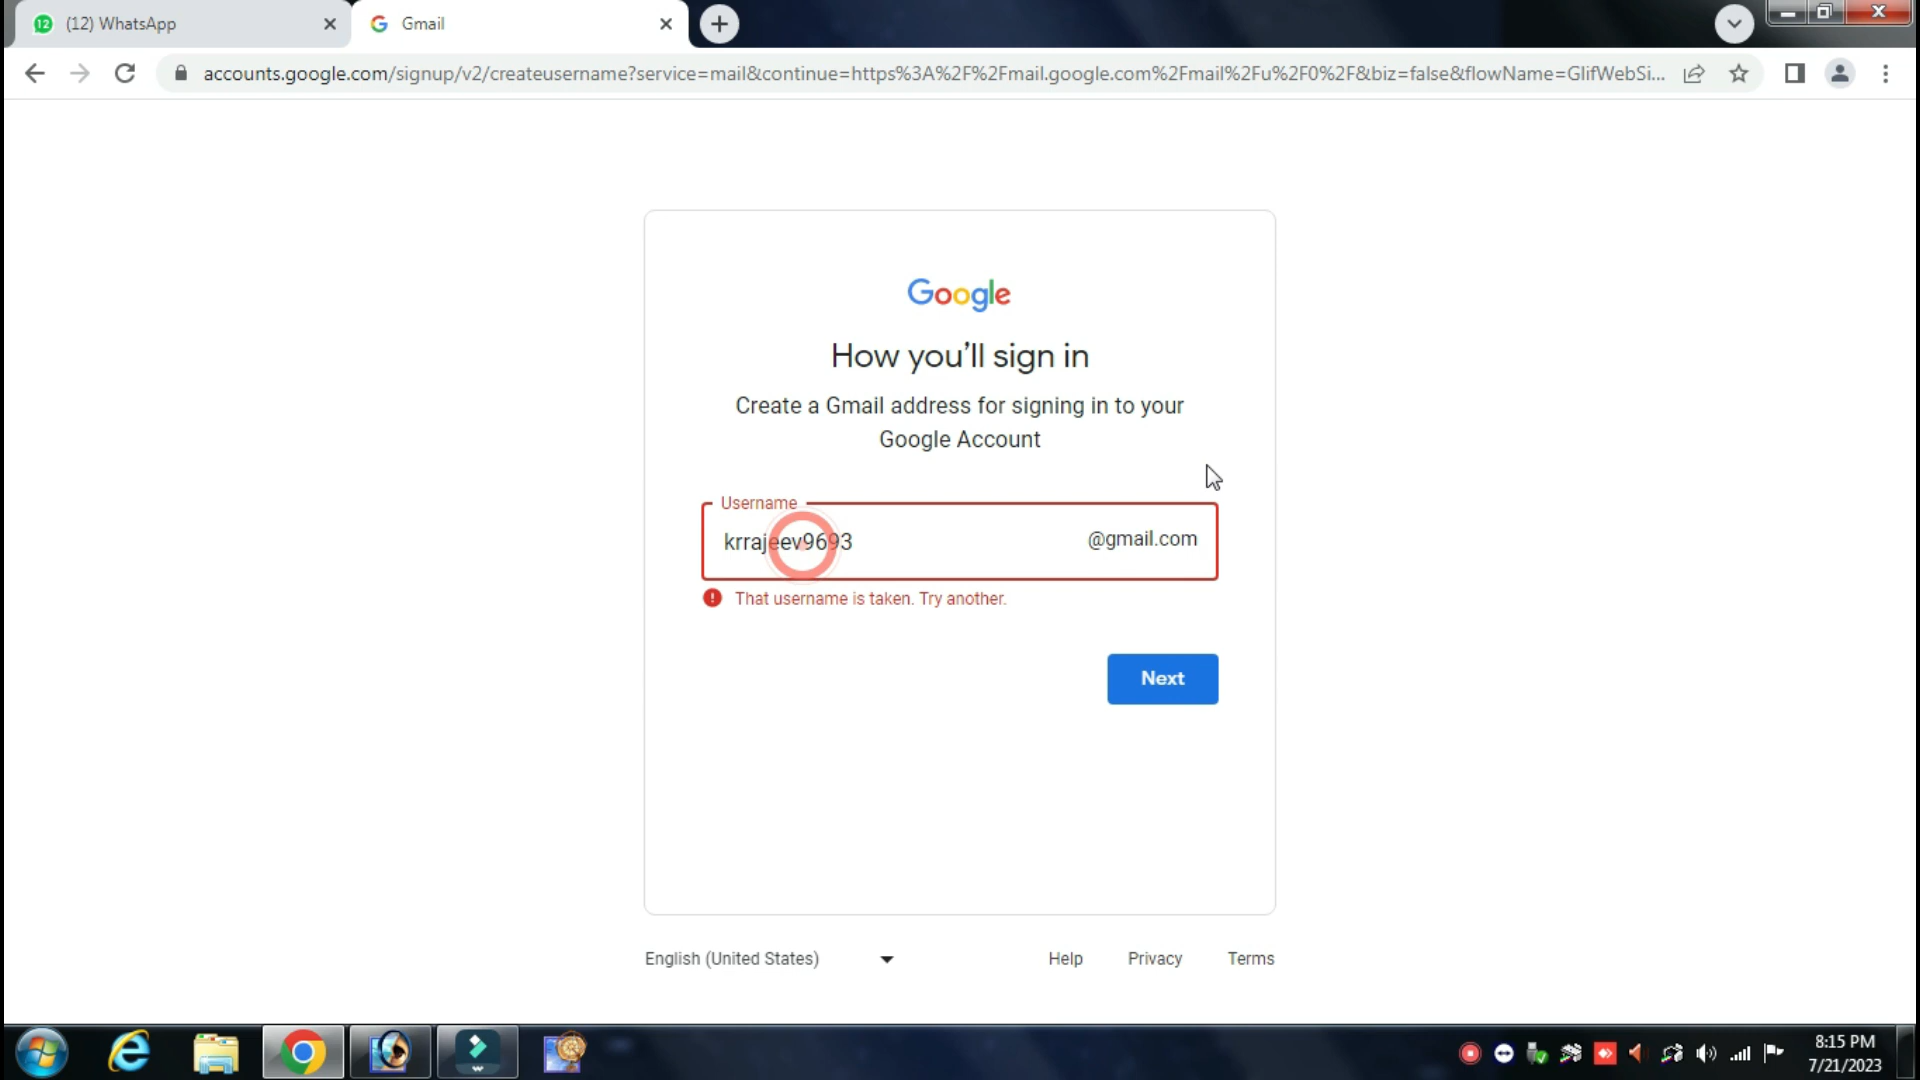 12
(12) WhatsApp
Gmail
accounts.google.com/signup/v2/createusername?service=mail&continue=https%3A%2F%2Fmail.google.com%2Fmail%2Fu%2F0%2F&biz=false&flowName=GlifWebSi...
Google
How you'll sign in
Create a Gmail address for signing in to your
Google Account
Username
krrajeev9693
@gmail.com
That username is taken. Try another.
Next
English (United States)
Help
Privacy
Terms
8:15 PM
7/21/2023